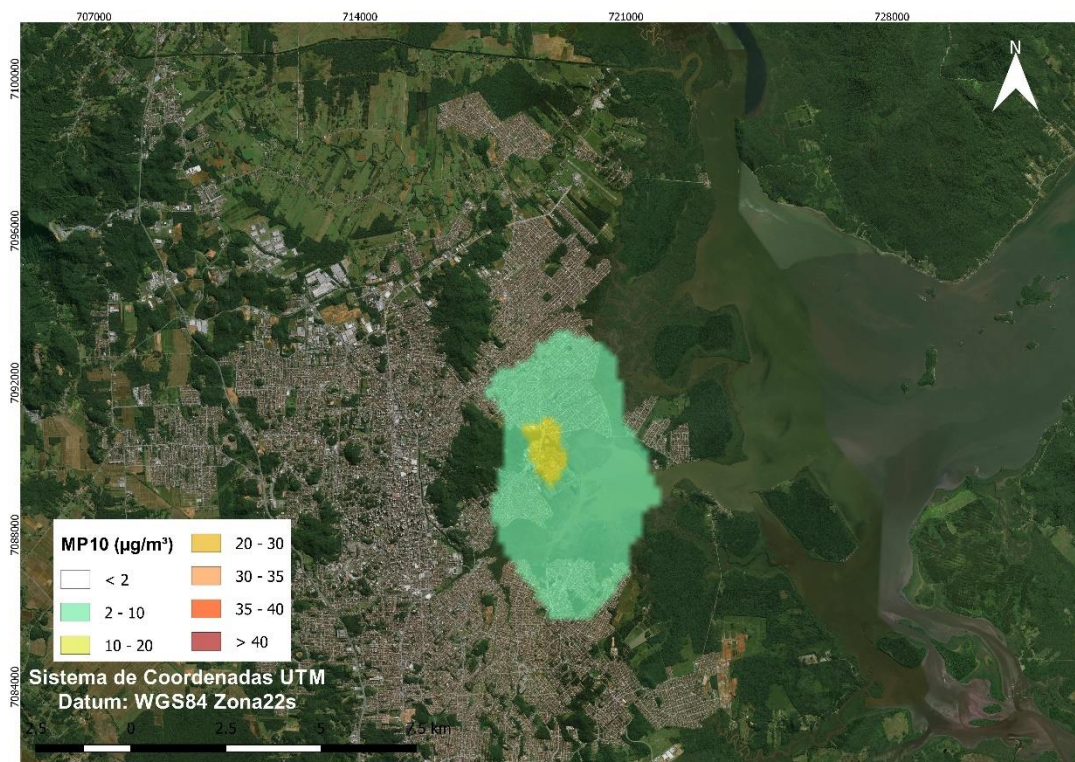 707000
714000
721000
728000
7100000
7096000
7092000
7088000
7084000
N
MP10 (µg/m³)
< 2
2 - 10
10 - 20
20 - 30
30 - 35
35 - 40
> 40
Sistema de Coordenadas UTM
Datum: WGS84 Zona22s
2.5 0 2.5 5 7.5 km